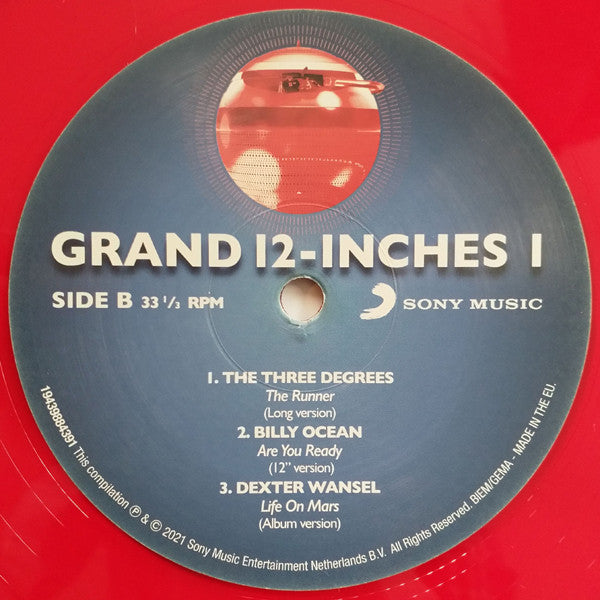 GRAND 12-INCHES 1
SIDE B 33 1/3 RPM
SONY MUSIC
1. THE THREE DEGREES
The Runner
(Long version)
2. BILLY OCEAN
Are You Ready
(12" version)
3. DEXTER WANSEL
Life On Mars
(Album version)
19439884391 This compilation ℗ & © 2021 Sony Music Entertainment Netherlands B.V. All Rights Reserved. BIEM/GEMA - MADE IN THE EU.